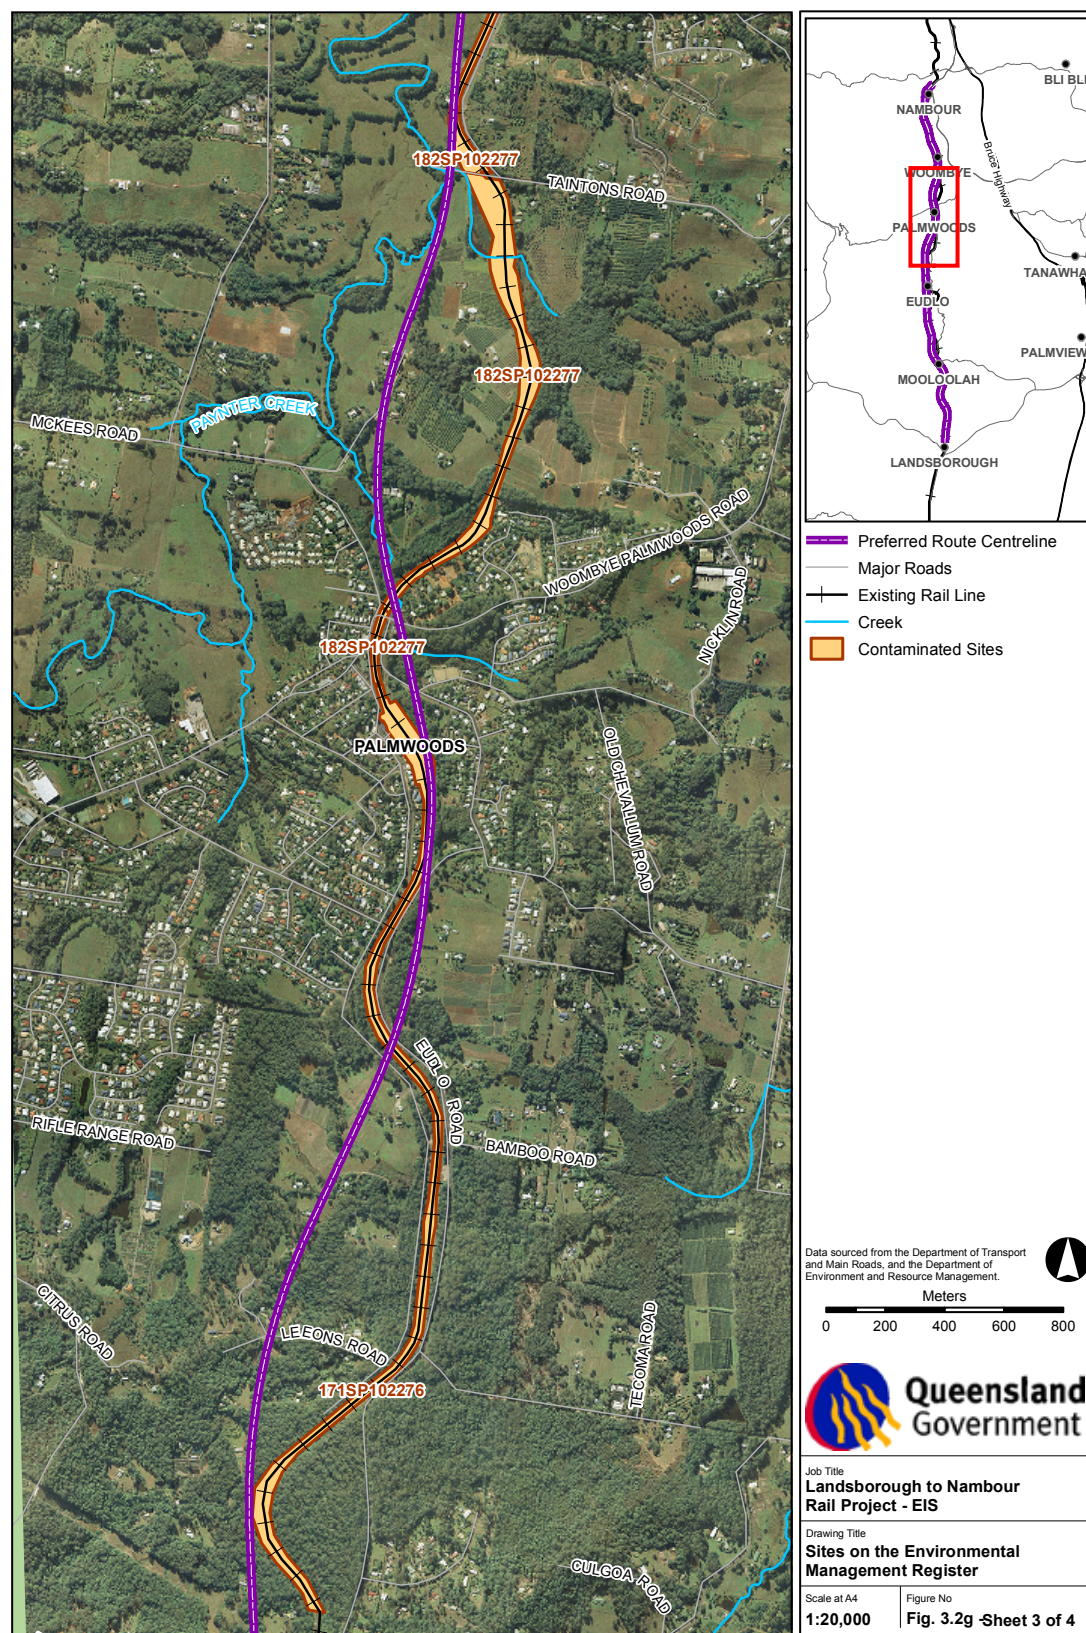 182SP102277
TAINTONS ROAD
182SP102277
PAYNTER CREEK
MCKEES ROAD
WOOMBYE PALMWOODS ROAD
NICKLIN ROAD
182SP102277
PALMWOODS
OLD CHEVALLUM ROAD
EUDLO ROAD
RIFLE RANGE ROAD
BAMBOO ROAD
CITRUS ROAD
LEEONS ROAD
TECOMA ROAD
171SP102276
CULGOA ROAD
BLI BLI
NAMBOUR
Bruce Highway
WOOMBYE
PALMWOODS
TANAWHA
EUDLO
PALMVIEW
MOOLOOLAH
LANDSBOROUGH
Preferred Route Centreline
Major Roads
Existing Rail Line
Creek
Contaminated Sites
Data sourced from the Department of Transport
and Main Roads, and the Department of
Environment and Resource Management.
Meters
0 200 400 600 800
Queensland
Government
Job Title
Landsborough to Nambour
Rail Project - EIS
Drawing Title
Sites on the Environmental
Management Register
Scale at A4
1:20,000
Figure No
Fig. 3.2g -Sheet 3 of 4